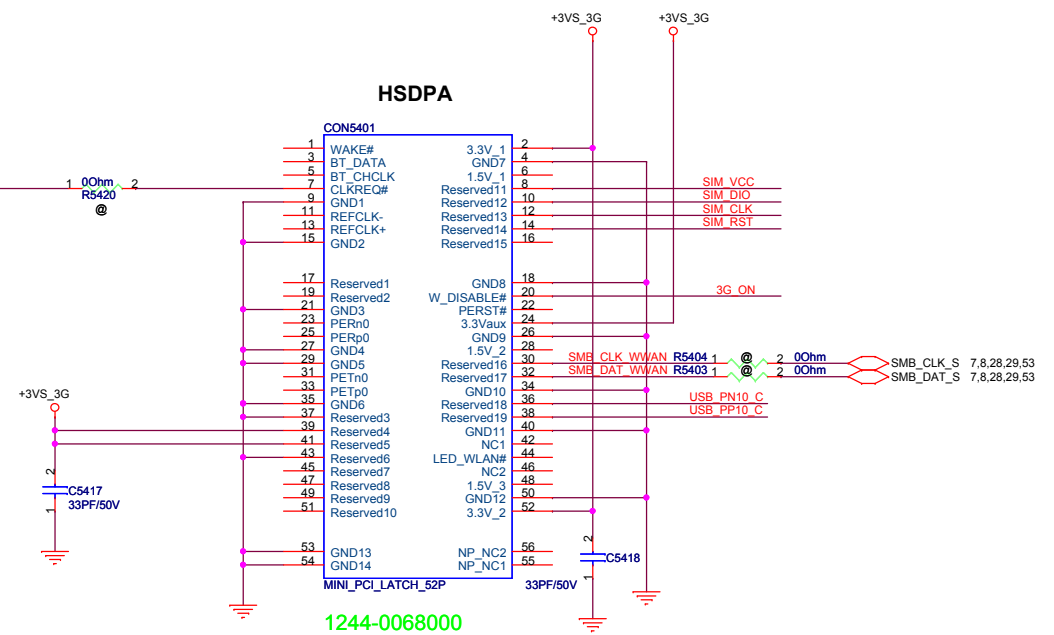 +3VS_3G +3VS_3G
HSDPA
CON5401
1 WAKE# 3.3V_1 2
3 BT_DATA GND7 4
5 BT_CHCLK 1.5V_1 6
1 0Ohm 2 7 CLKREQ# Reserved11 8 SIM_VCC
R5420 9 GND1 Reserved12 10 SIM_DIO
@ 11 REFCLK- Reserved13 12 SIM_CLK
13 REFCLK+ Reserved14 14 SIM_RST
15 GND2 Reserved15 16
17 Reserved1 GND8 18
19 Reserved2 W_DISABLE# 20 3G_ON
21 GND3 PERST# 22
23 PERn0 3.3Vaux 24
25 PERp0 GND9 26
27 GND4 1.5V_2 28
29 GND5 Reserved16 30 SMB_CLK_WWAN R5404 1 @ 2 0Ohm SMB_CLK_S 7,8,28,29,53
31 PETn0 Reserved17 32 SMB_DAT_WWAN R5403 1 @ 2 0Ohm SMB_DAT_S 7,8,28,29,53
33 PETp0 GND10 34
+3VS_3G 35 GND6 Reserved18 36 USB_PN10_C
37 Reserved3 Reserved19 38 USB_PP10_C
39 Reserved4 GND11 40
41 Reserved5 NC1 42
43 Reserved6 LED_WLAN# 44
45 Reserved7 NC2 46
2 47 Reserved8 1.5V_3 48
C5417 49 Reserved9 GND12 50
33PF/50V 1 51 Reserved10 3.3V_2 52
2
53 GND13 NP_NC2 56
54 GND14 NP_NC1 55 C5418
1
MINI_PCI_LATCH_52P 33PF/50V
1244-0068000